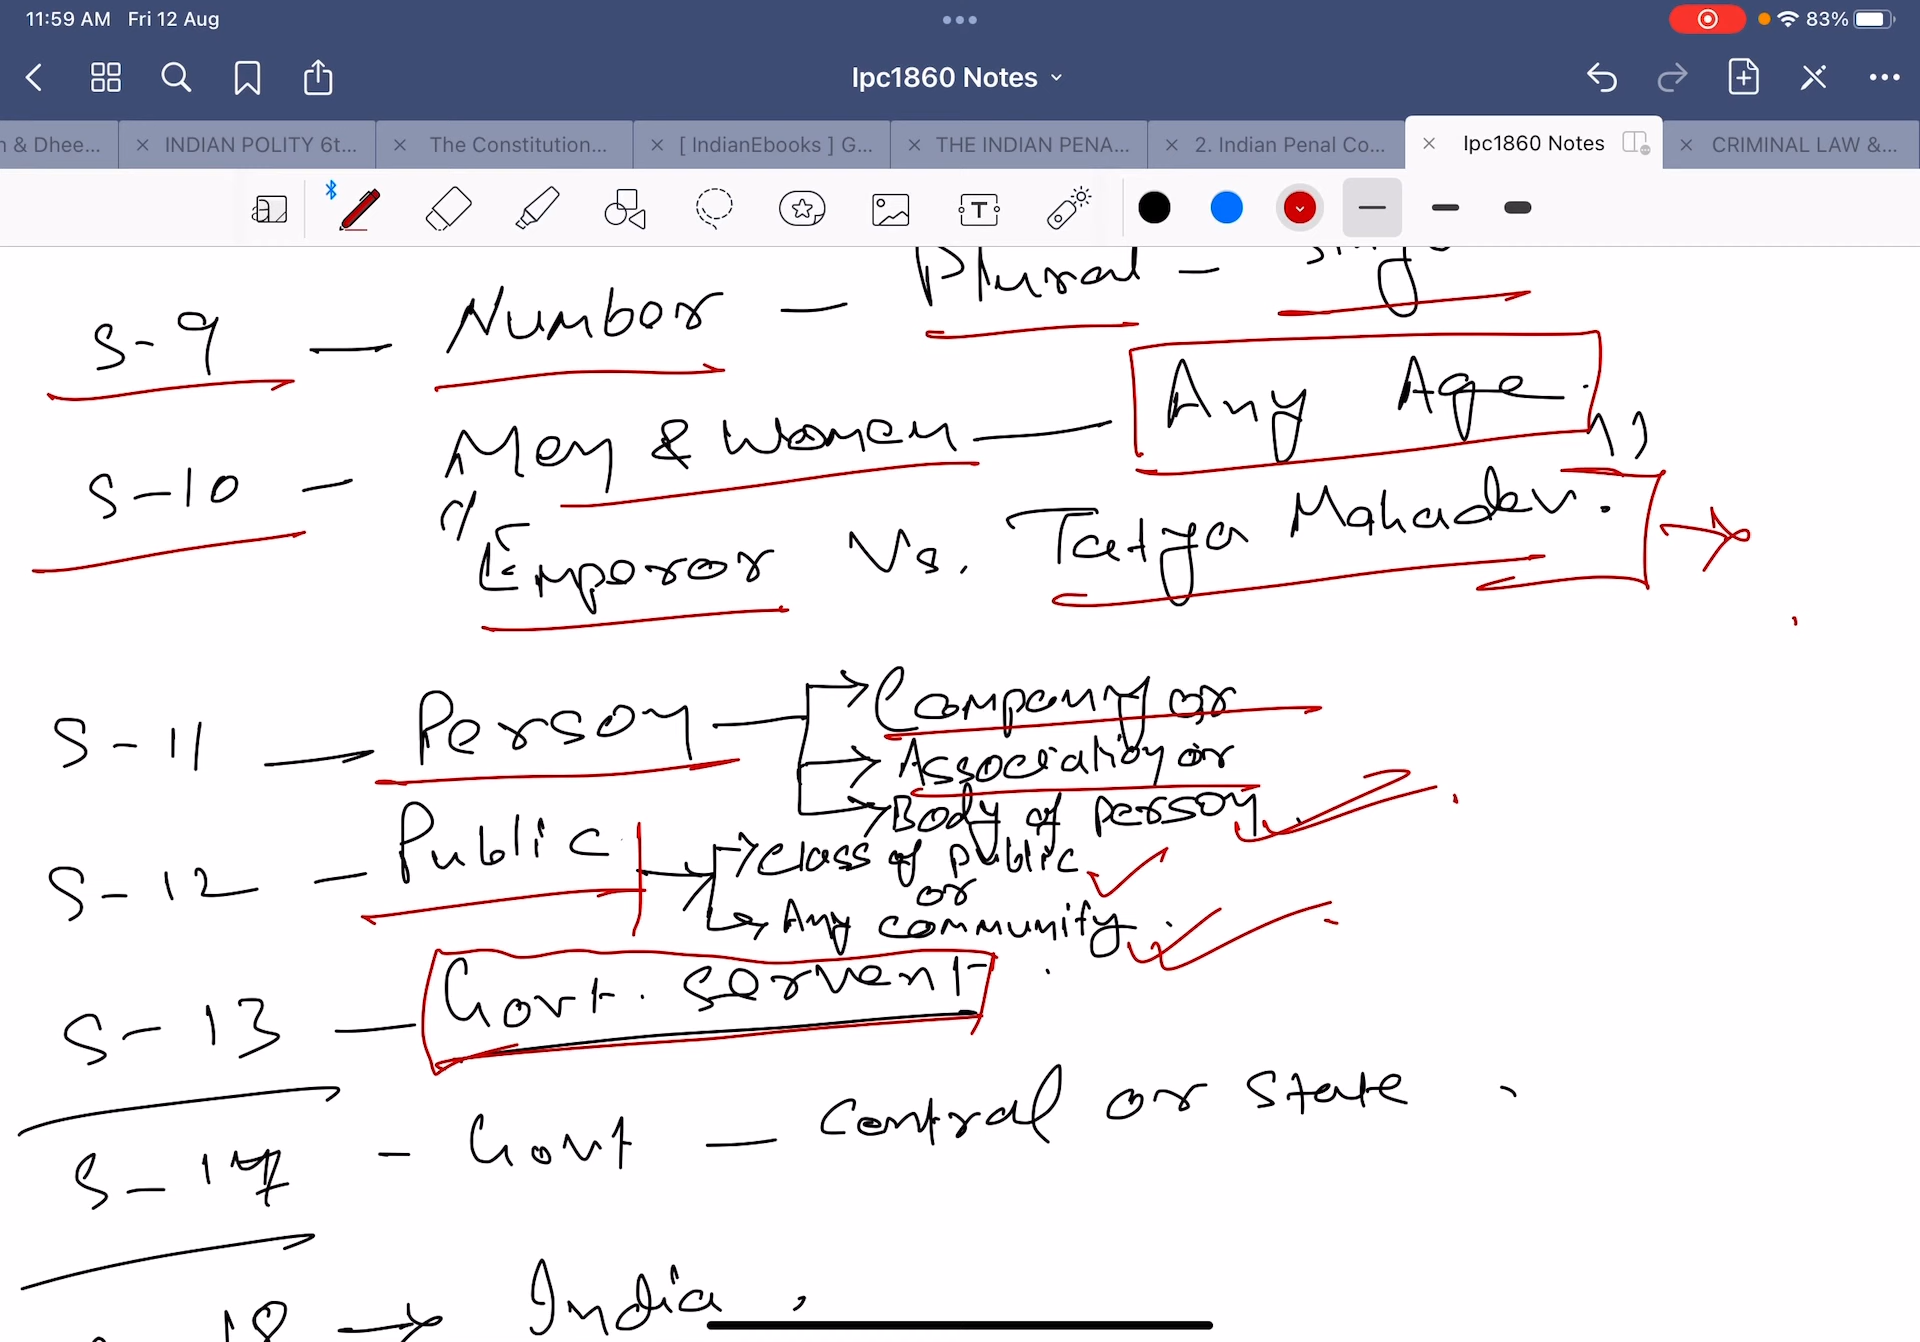 11:59 AM Fri 12 Aug
83%
Ipc1860 Notes
n & Dhee...
INDIAN POLITY 6t...
The Constitution...
[ IndianEbooks ] G...
THE INDIAN PENA...
2. Indian Penal Co...
Ipc1860 Notes
CRIMINAL LAW &...
S-9 — Number — Plural —
S-10 — Men & Women — Any Age.
"Emperor Vs. Tatya Mahadev."
S-11 — Person → Company or
→ Association or
→ Body of person.
S-12 — Public → Class of public
or
→ Any community.
S-13 — Govt. Servent
S-17 - Govt — Central or State
18 → India.